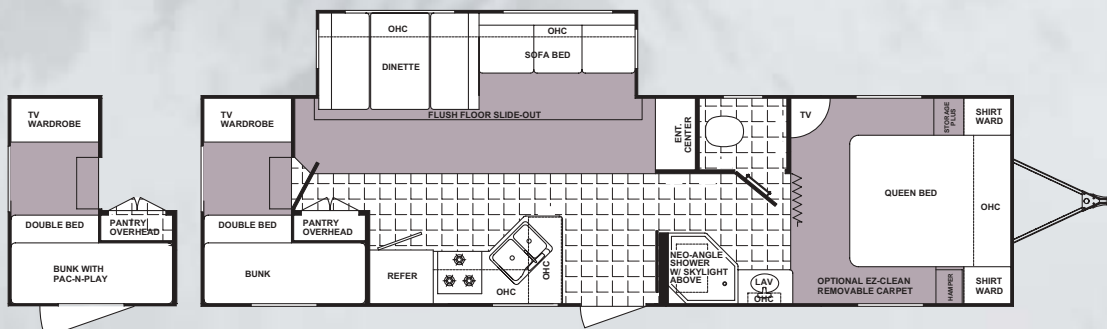 TV
WARDROBE
DOUBLE BED
PANTRY
OVERHEAD
BUNK WITH
PAC-N-PLAY
TV
WARDROBE
DOUBLE BED
PANTRY
OVERHEAD
BUNK
OHC
DINETTE
OHC
SOFA BED
FLUSH FLOOR SLIDE-OUT
REFER
OHC
OHC
ENT.
CENTER
NEO-ANGLE
SHOWER
W/ SKYLIGHT
ABOVE
LAV
OHC
TV
STORAGE
PLUS
SHIRT
WARD
QUEEN BED
OHC
OPTIONAL EZ-CLEAN
REMOVABLE CARPET
HAMPER
SHIRT
WARD